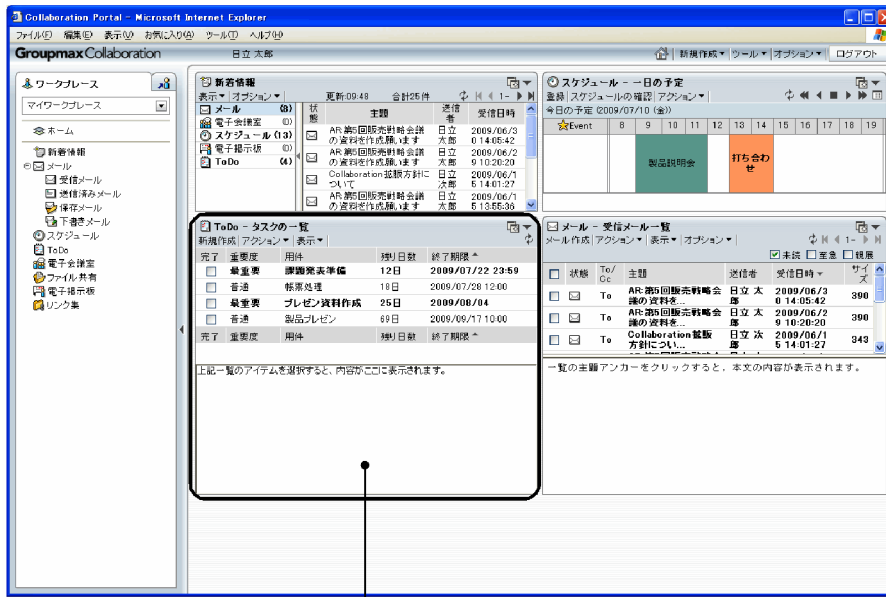 Collaboration Portal - Microsoft Internet Explorer
ファイル(F) 編集(E) 表示(V) お気に入り(A) ツール(T) ヘルプ(H)
Groupmax Collaboration 日立 太郎 新規作成 ツール オプション ログアウト
ワークプレース
マイワークプレース
ホーム
新着情報
メール
受信メール
送信済みメール
保存メール
下書きメール
スケジュール
ToDo
電子会議室
ファイル共有
電子掲示板
リンク集
新着情報
表示 オプション 更新:09:48 合計25件 1-
メール (8)
電子会議室 (0)
スケジュール (13)
電子掲示板 (0)
ToDo (4)
状態 主題 送信者 受信日時
AR:第5回販売戦略会議の資料を作成願います 日立 太郎 2009/06/30 14:05:42
AR:第5回販売戦略会議の資料を作成願います 日立 太郎 2009/06/29 10:20:20
Collaboration拡販方針について 日立 次郎 2009/06/15 14:01:27
AR:第5回販売戦略会議の資料を作成願います 日立 太郎 2009/06/15 13:55:36
スケジュール - 一日の予定
登録 スケジュールの確認 アクション
今日の予定 (2009/07/10 (金))
Event 8 9 10 11 12 13 14 15 16 17 18 19
製品説明会 打ち合わせ
ToDo - タスクの一覧
新規作成 アクション 表示
完了 重要度 用件 残り日数 終了期限
最重要 課題発表準備 12日 2009/07/22 23:59
普通 帳票処理 18日 2009/07/28 12:00
最重要 プレゼン資料作成 25日 2009/08/04
普通 製品プレゼン 69日 2009/09/17 10:00
完了 重要度 用件 残り日数 終了期限
上記一覧のアイテムを選択すると、内容がここに表示されます。
メール - 受信メール一覧
メール作成 アクション 表示 オプション 1-
未読 至急 親展
状態 To/Cc 主題 送信者 受信日時 サイズ
To AR:第5回販売戦略会議の資料を... 日立 太郎 2009/06/30 14:05:42 390
To AR:第5回販売戦略会議の資料を... 日立 太郎 2009/06/29 10:20:20 390
To Collaboration拡販方針につい... 日立 次郎 2009/06/15 14:01:27 343
一覧の主題アンカーをクリックすると、本文の内容が表示されます。